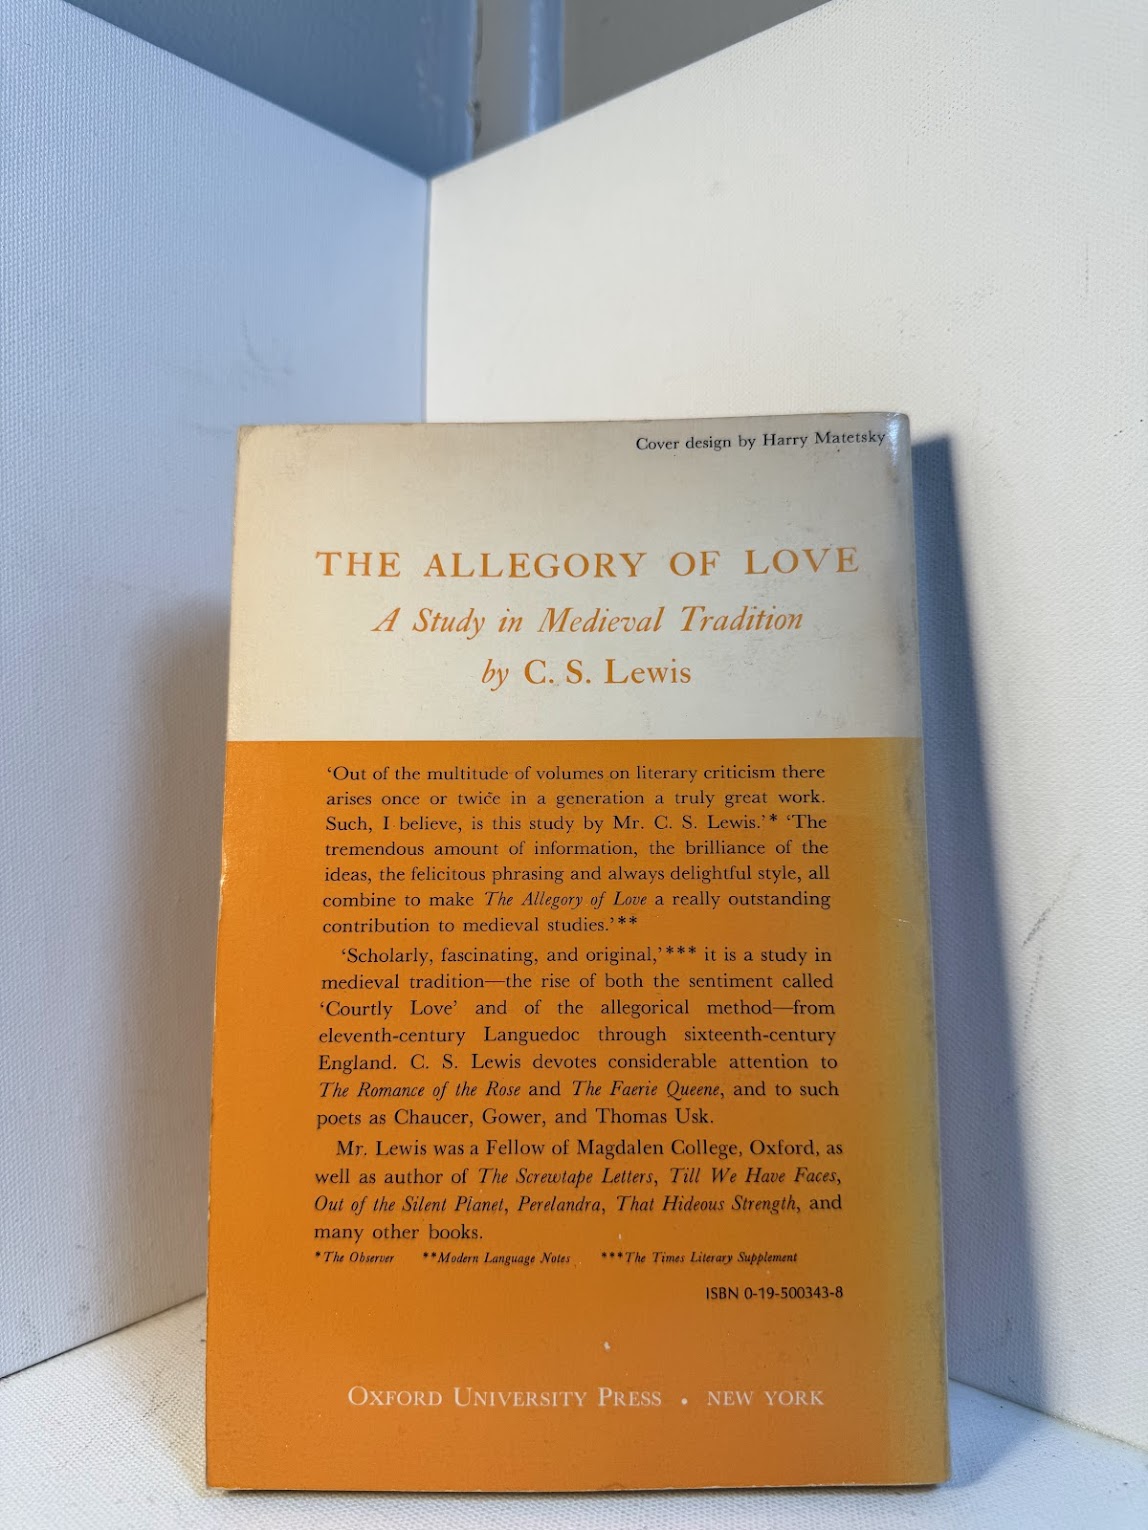 Cover design by Harry Matetsky
THE ALLEGORY OF LOVE
A Study in Medieval Tradition
by C. S. Lewis
‘Out of the multitude of volumes on literary criticism there
arises once or twice in a generation a truly great work.
Such, I believe, is this study by Mr. C. S. Lewis.’* ‘The
tremendous amount of information, the brilliance of the
ideas, the felicitous phrasing and always delightful style, all
combine to make The Allegory of Love a really outstanding
contribution to medieval studies.’**
‘Scholarly, fascinating, and original,’*** it is a study in
medieval tradition—the rise of both the sentiment called
‘Courtly Love’ and of the allegorical method—from
eleventh-century Languedoc through sixteenth-century
England. C. S. Lewis devotes considerable attention to
The Romance of the Rose and The Faerie Queene, and to such
poets as Chaucer, Gower, and Thomas Usk.
Mr. Lewis was a Fellow of Magdalen College, Oxford, as
well as author of The Screwtape Letters, Till We Have Faces,
Out of the Silent Planet, Perelandra, That Hideous Strength, and
many other books.
*The Observer **Modern Language Notes ***The Times Literary Supplement
ISBN 0-19-500343-8
OXFORD UNIVERSITY PRESS • NEW YORK